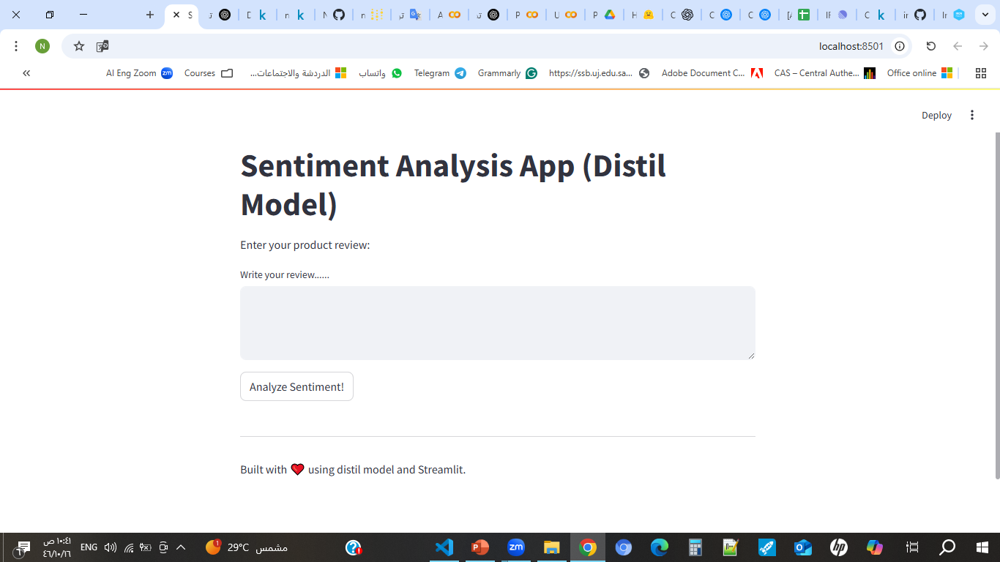 localhost:8501
Office online
CAS – Central Authe...
Adobe Document C...
https://ssb.uj.edu.sa...
Grammarly
Telegram
واتساب
الدردشة والاجتماعات...
Courses
AI Eng Zoom
Deploy
Sentiment Analysis App (Distil
Model)
Enter your product review:
Write your review......
Analyze Sentiment!
Built with ❤️ using distil model and Streamlit.
29°C مشمس
ENG
١٠:٤١ ص
٤٦/١٠/١٦